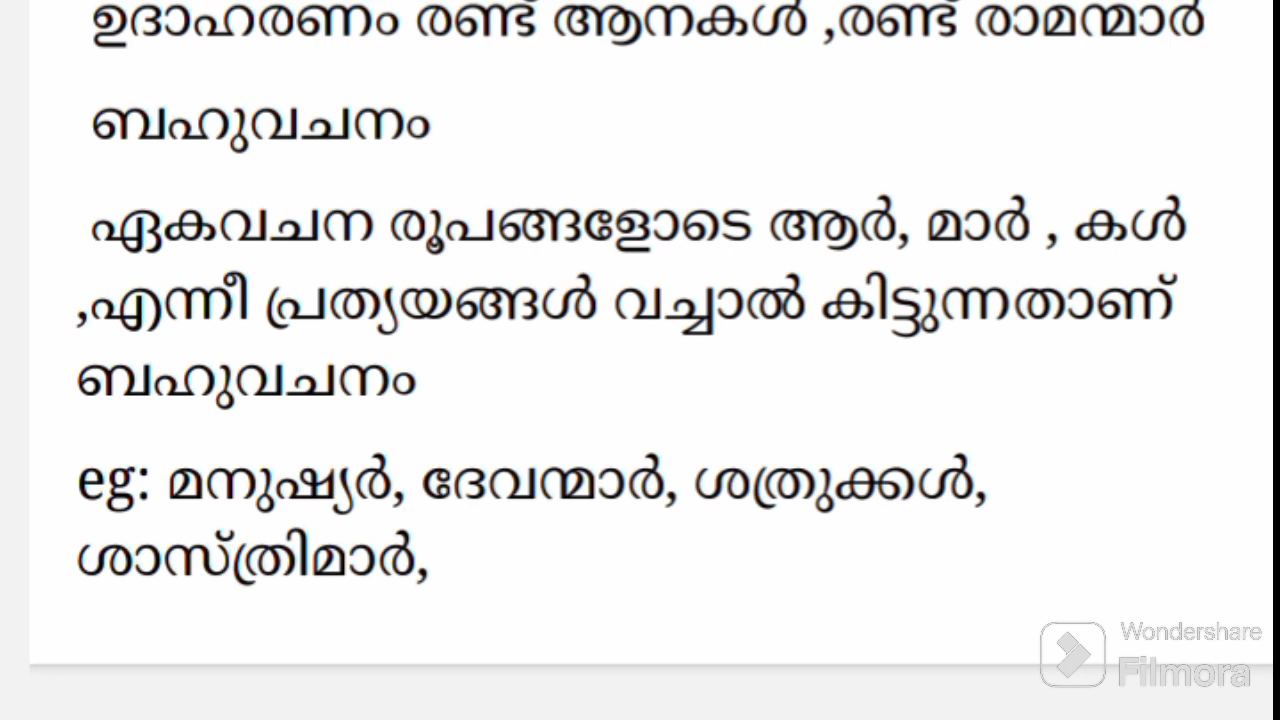 ഉദാഹരണം രണ്ട് ആനകൾ ,രണ്ട് രാമന്മാർ
ബഹുവചനം
ഏകവചന രൂപങ്ങളോടെ ആർ, മാർ , കൾ
,എന്നീ പ്രത്യയങ്ങൾ വച്ചാൽ കിട്ടുന്നതാണ്
ബഹുവചനം
eg: മനുഷ്യർ, ദേവന്മാർ, ശത്രുക്കൾ,
ശാസ്ത്രിമാർ,
Wondershare
Filmora